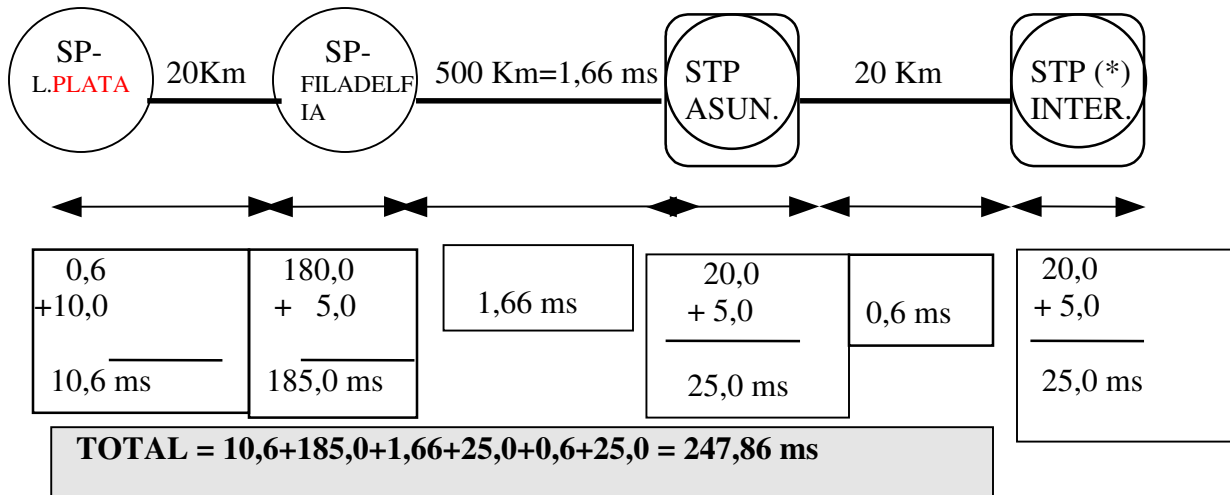 SP-
L.PLATA
20Km
SP-
FILADELF
IA
500 Km=1,66 ms
STP
ASUN.
20 Km
STP (*)
INTER.
0,6
+10,0
10,6 ms
180,0
+ 5,0
185,0 ms
1,66 ms
20,0
+ 5,0
25,0 ms
0,6 ms
20,0
+ 5,0
25,0 ms
TOTAL = 10,6+185,0+1,66+25,0+0,6+25,0 = 247,86 ms